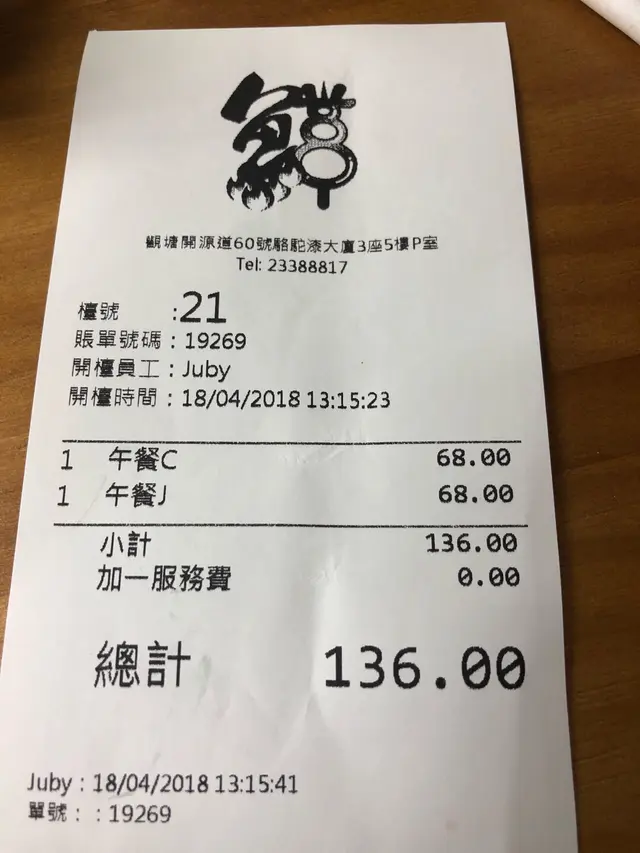 鱻
觀塘開源道60號駱駝漆大廈3座5樓P室
Tel: 23388817
檯號 :21
賬單號碼 : 19269
開檯員工 : Juby
開檯時間 : 18/04/2018 13:15:23
1 午餐C 68.00
1 午餐J 68.00
小計 136.00
加一服務費 0.00
總計 136.00
Juby : 18/04/2018 13:15:41
單號 : : 19269